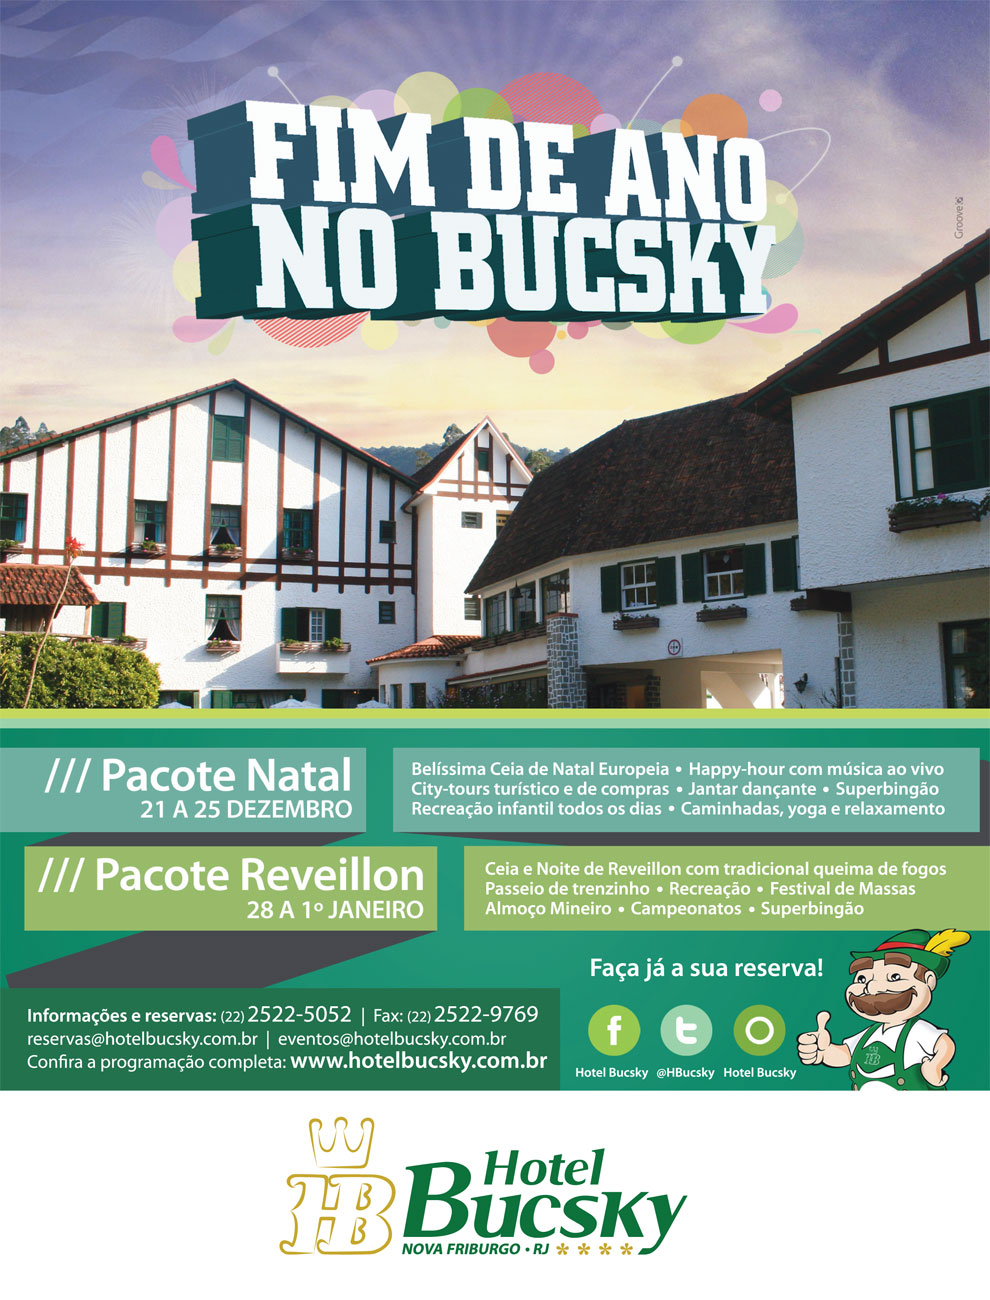 FIM DE ANO
NO BUCSKY
Groove
/// Pacote Natal
21 A 25 DEZEMBRO
Belíssima Ceia de Natal Europeia • Happy-hour com música ao vivo
City-tours turístico e de compras • Jantar dançante • Superbingão
Recreação infantil todos os dias • Caminhadas, yoga e relaxamento
/// Pacote Reveillon
28 A 1º JANEIRO
Ceia e Noite de Reveillon com tradicional queima de fogos
Passeio de trenzinho • Recreação • Festival de Massas
Almoço Mineiro • Campeonatos • Superbingão
Faça já a sua reserva!
Informações e reservas: (22) 2522-5052 | Fax: (22) 2522-9769
reservas@hotelbucsky.com.br | eventos@hotelbucsky.com.br
Confira a programação completa: www.hotelbucsky.com.br
Hotel Bucsky @HBucsky Hotel Bucsky
HB
HB
Hotel
Bucsky
NOVA FRIBURGO • RJ ****